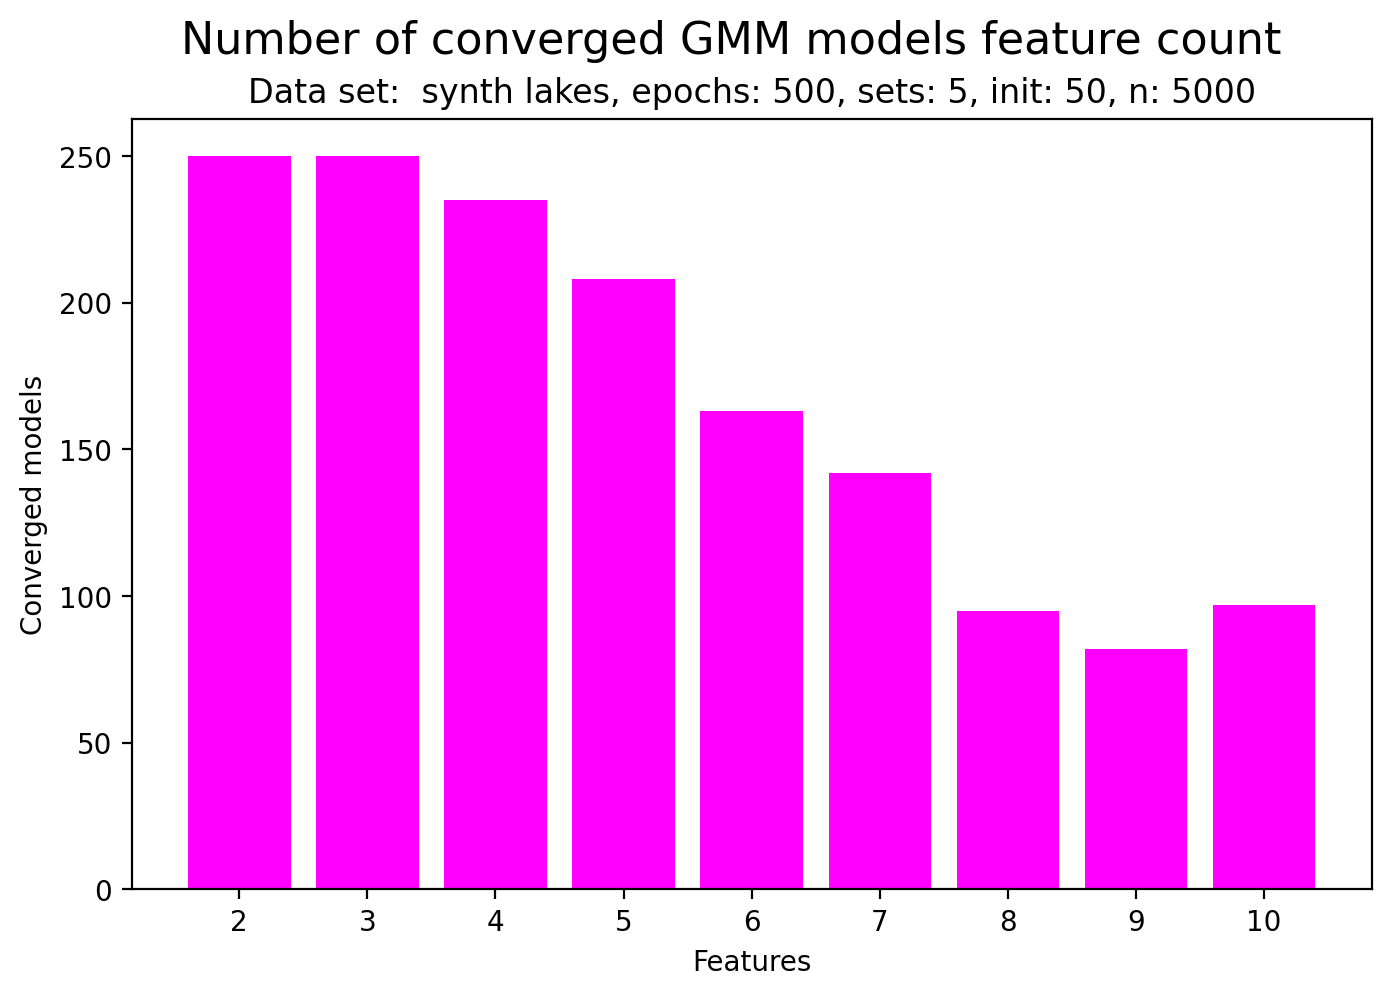 Number of converged GMM models feature count
Data set:  synth lakes, epochs: 500, sets: 5, init: 50, n: 5000
250
200
150
100
50
0
Converged models
2 3 4 5 6 7 8 9 10
Features